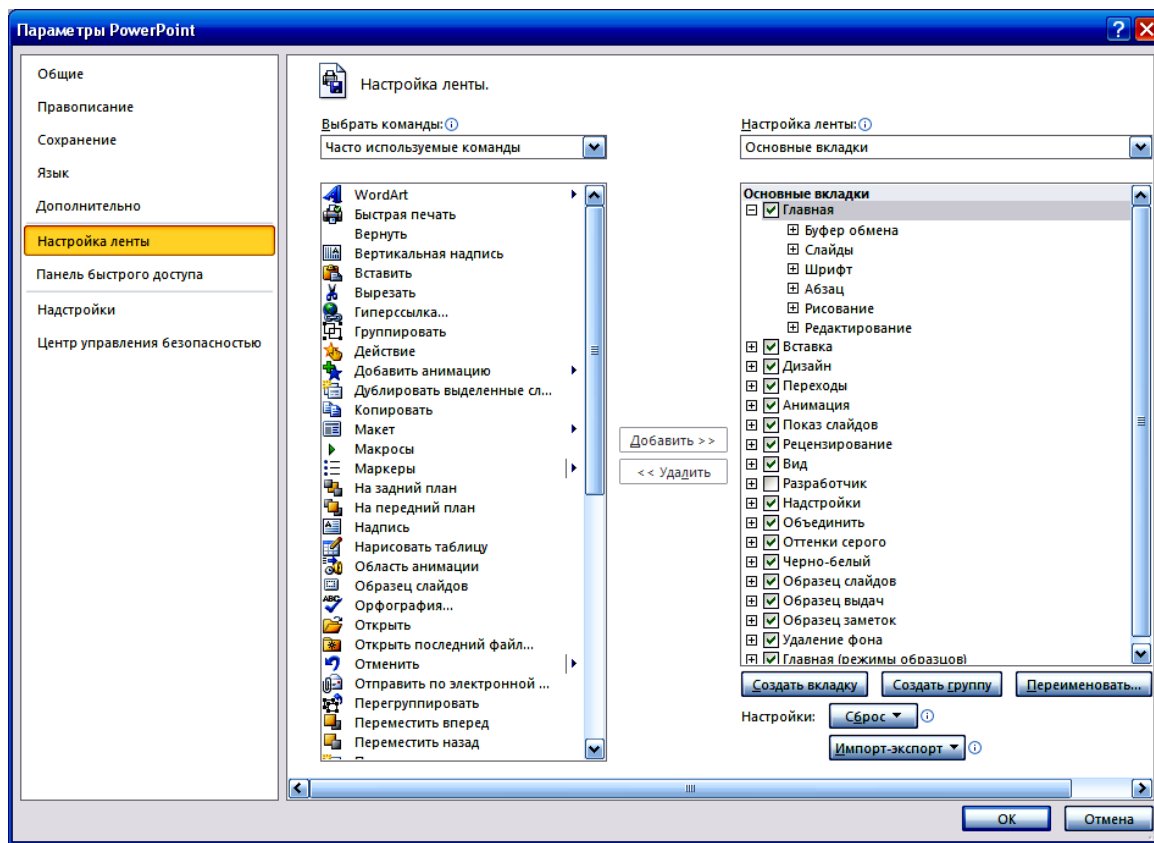 Параметры PowerPoint
Общие
Правописание
Сохранение
Язык
Дополнительно
Настройка ленты
Панель быстрого доступа
Надстройки
Центр управления безопасностью
Настройка ленты.
Выбрать команды:
Часто используемые команды
WordArt
Быстрая печать
Вернуть
Вертикальная надпись
Вставить
Вырезать
Гиперссылка...
Группировать
Действие
Добавить анимацию
Дублировать выделенные сл...
Копировать
Макет
Макросы
Маркеры
На задний план
На передний план
Надпись
Нарисовать таблицу
Область анимации
Образец слайдов
Орфография...
Открыть
Открыть последний файл...
Отменить
Отправить по электронной ...
Перегруппировать
Переместить вперед
Переместить назад
Добавить >>
<< Удалить
Настройка ленты:
Основные вкладки
Основные вкладки
Главная
Буфер обмена
Слайды
Шрифт
Абзац
Рисование
Редактирование
Вставка
Дизайн
Переходы
Анимация
Показ слайдов
Рецензирование
Вид
Разработчик
Надстройки
Объединить
Оттенки серого
Черно-белый
Образец слайдов
Образец выдач
Образец заметок
Удаление фона
Главная (режимы образцов)
Создать вкладку Создать группу Переименовать...
Настройки: Сброс
Импорт-экспорт
ОК Отмена